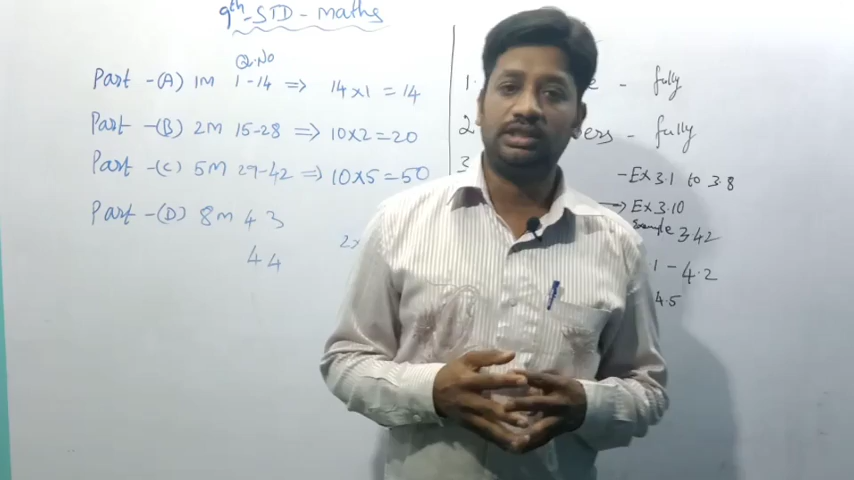 9th - STD - maths
Q.No
Part - (A) 1M 1-14 => 14x1 = 14
Part - (B) 2M 15-28 => 10x2 = 20
Part - (C) 5M 29-42 => 10x5 = 50
Part - (D) 8M 43
44 2x
1. - fully
2 - fully
3
- Ex 3.1 to 3.8
→ Ex 3.10
3.42
1 - 4.2
4.5